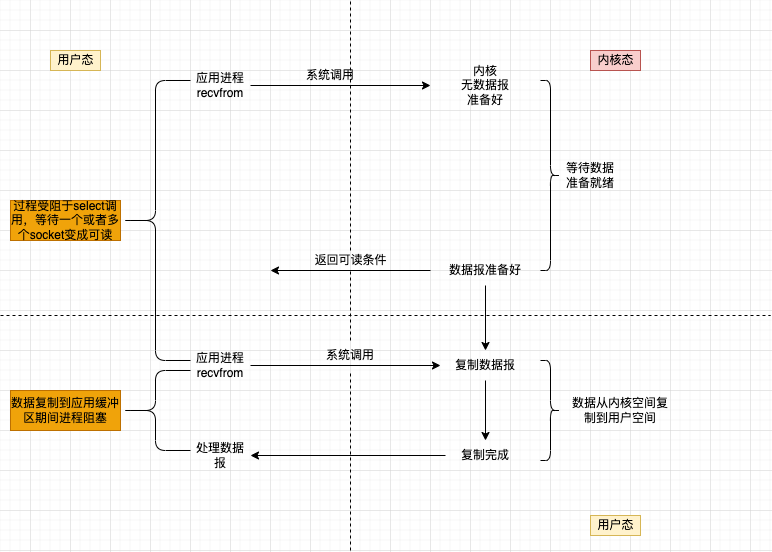 用户态
内核态
应用进程
recvfrom
系统调用
内核
无数据报
准备好
等待数据
准备就绪
过程受阻于select调
用，等待一个或者多
个socket变成可读
返回可读条件
数据报准备好
应用进程
recvfrom
系统调用
复制数据报
数据复制到应用缓冲
区期间进程阻塞
数据从内核空间复
制到用户空间
处理数据
报
复制完成
用户态